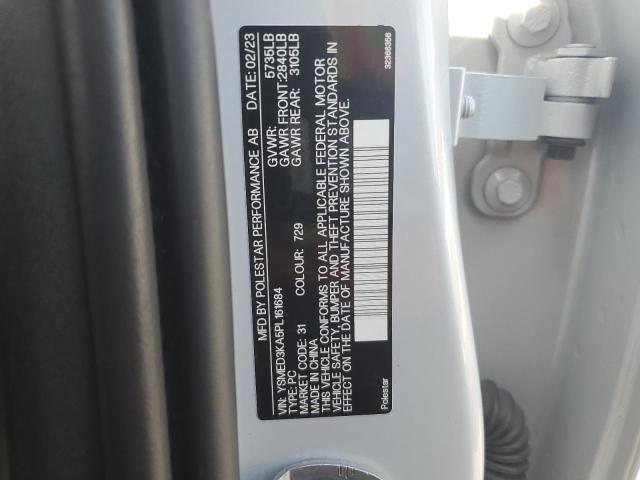 MFD BY POLESTAR PERFORMANCE AB DATE: 02/23
GVWR: 5735LB
GAWR FRONT: 2840LB
GAWR REAR: 3105LB
VIN: YSMED3KA5PL161684
TYPE: PC
MARKET CODE: 31 COLOUR: 729
MADE IN CHINA
THIS VEHICLE CONFORMS TO ALL APPLICABLE FEDERAL MOTOR
VEHICLE SAFETY, BUMPER AND THEFT PREVENTION STANDARDS IN
EFFECT ON THE DATE OF MANUFACTURE SHOWN ABOVE.
Polestar 32366356